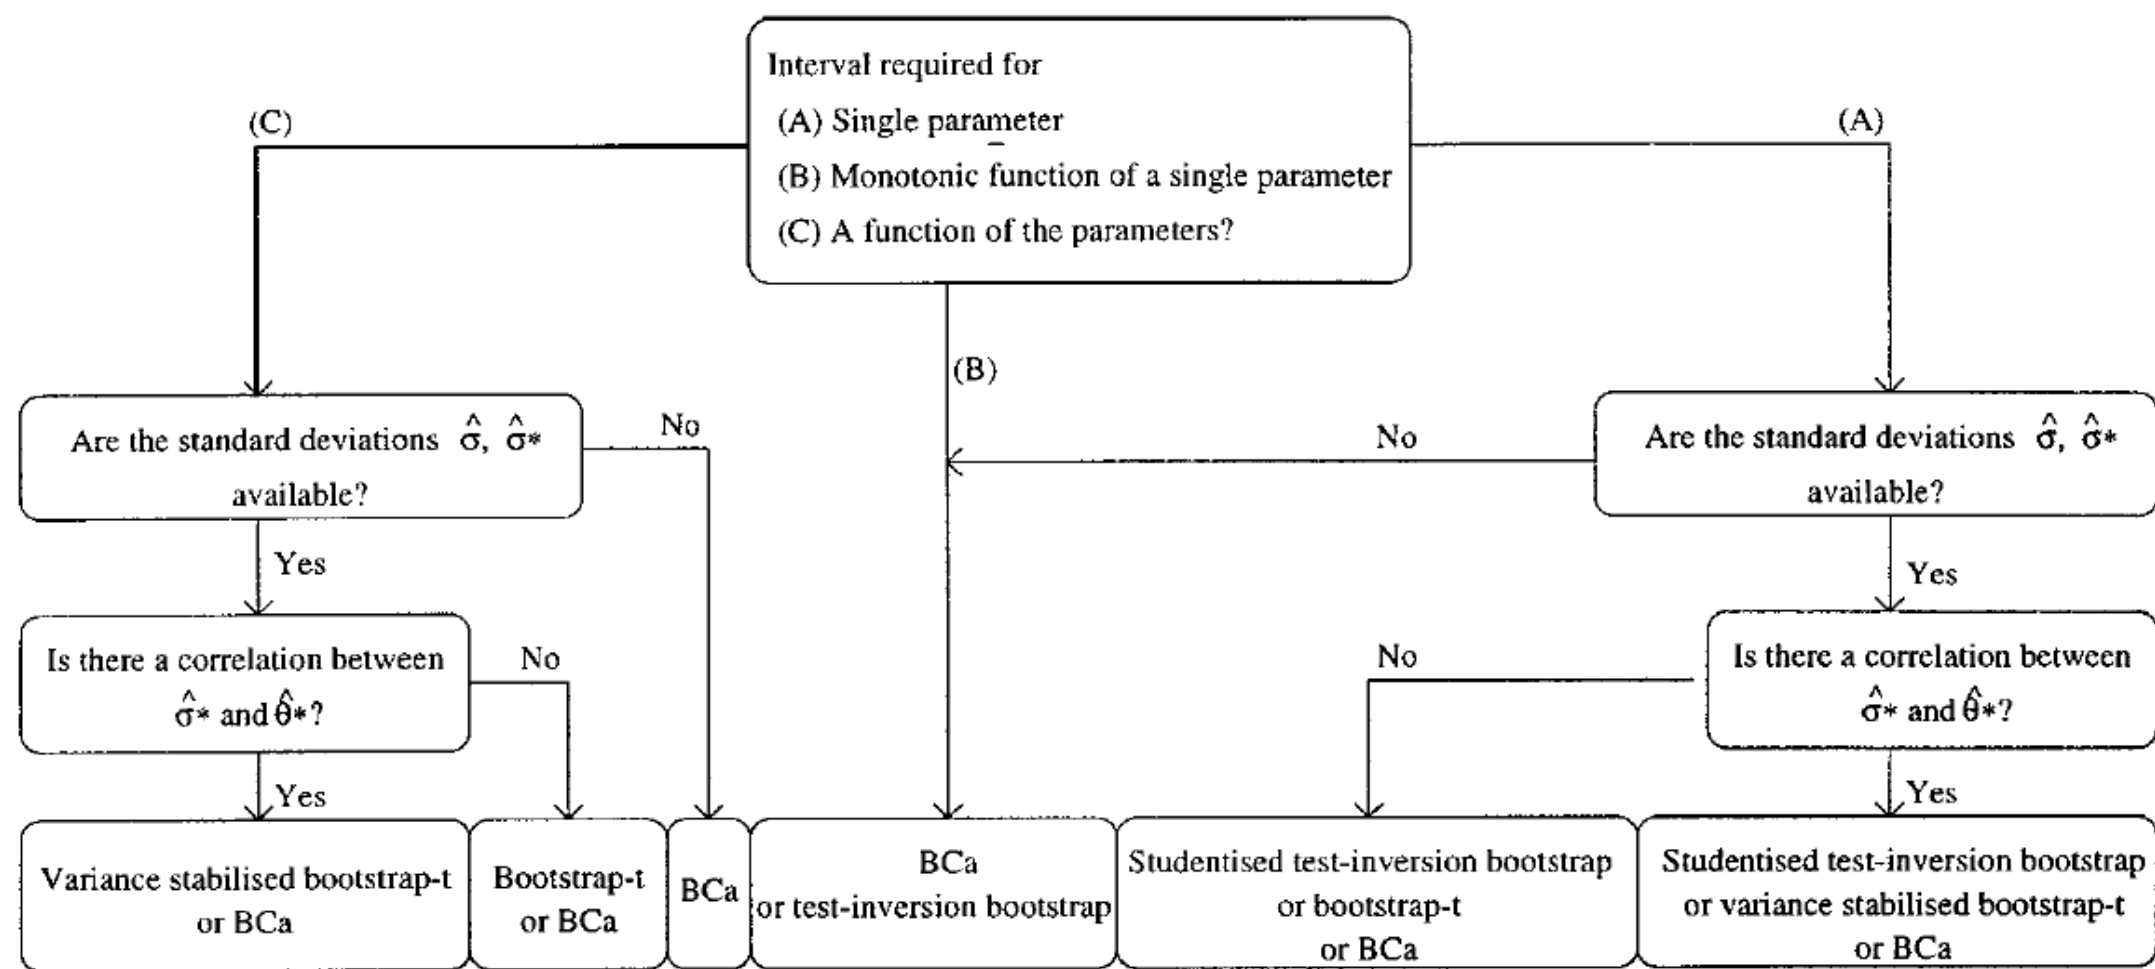 Interval required for
(A) Single parameter
(B) Monotonic function of a single parameter
(C) A function of the parameters?
(C)
(A)
(B)
Are the standard deviations σ̂, σ̂*
available?
No
No
Are the standard deviations σ̂, σ̂*
available?
Yes
Yes
Is there a correlation between
σ̂* and θ̂*?
No
No
Is there a correlation between
σ̂* and θ̂*?
Yes
Yes
Variance stabilised bootstrap-t
or BCa
Bootstrap-t
or BCa
BCa
BCa
or test-inversion bootstrap
Studentised test-inversion bootstrap
or bootstrap-t
or BCa
Studentised test-inversion bootstrap
or variance stabilised bootstrap-t
or BCa